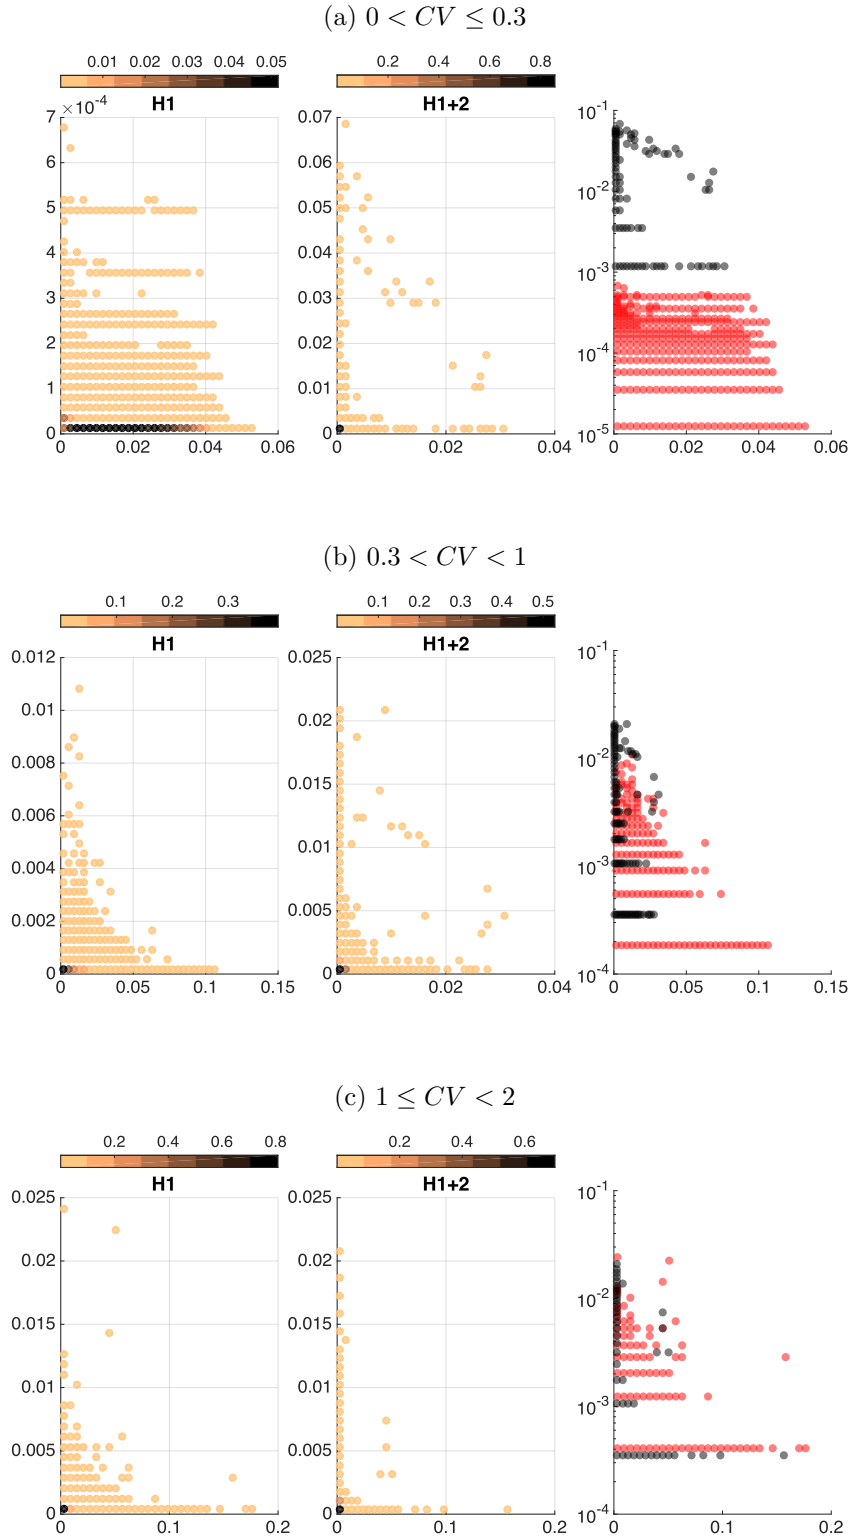 (a) 0 < CV ≤ 0.3
0.01 0.02 0.03 0.04 0.05
0.2 0.4 0.6 0.8
H1
H1+2
×10⁻⁴
7
6
5
4
3
2
1
0
0 0.02 0.04 0.06
0.07
0.06
0.05
0.04
0.03
0.02
0.01
0
0 0.02 0.04
10⁻¹
10⁻²
10⁻³
10⁻⁴
10⁻⁵
0 0.02 0.04 0.06
(b) 0.3 < CV < 1
0.1 0.2 0.3
0.1 0.2 0.3 0.4 0.5
H1
H1+2
0.012
0.01
0.008
0.006
0.004
0.002
0
0 0.05 0.1 0.15
0.025
0.02
0.015
0.01
0.005
0
0 0.02 0.04
10⁻¹
10⁻²
10⁻³
10⁻⁴
0 0.05 0.1 0.15
(c) 1 ≤ CV < 2
0.2 0.4 0.6 0.8
0.2 0.4 0.6
H1
H1+2
0.025
0.02
0.015
0.01
0.005
0
0 0.1 0.2
0.025
0.02
0.015
0.01
0.005
0
0 0.1 0.2
10⁻¹
10⁻²
10⁻³
10⁻⁴
0 0.1 0.2